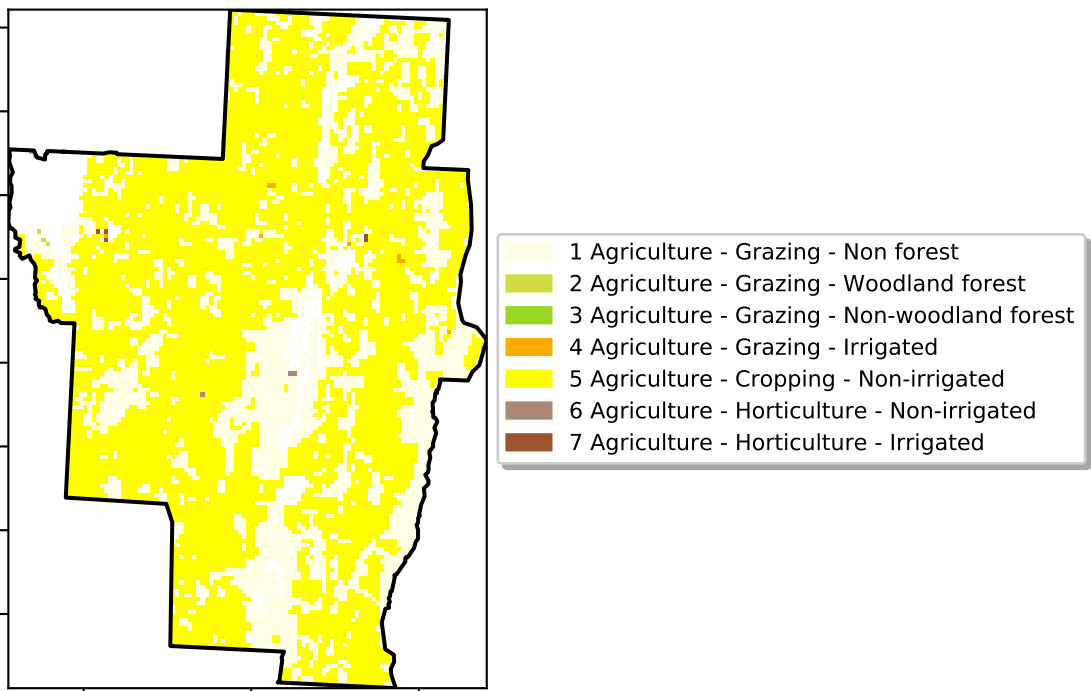 1 Agriculture - Grazing - Non forest
2 Agriculture - Grazing - Woodland forest
3 Agriculture - Grazing - Non-woodland forest
4 Agriculture - Grazing - Irrigated
5 Agriculture - Cropping - Non-irrigated
6 Agriculture - Horticulture - Non-irrigated
7 Agriculture - Horticulture - Irrigated